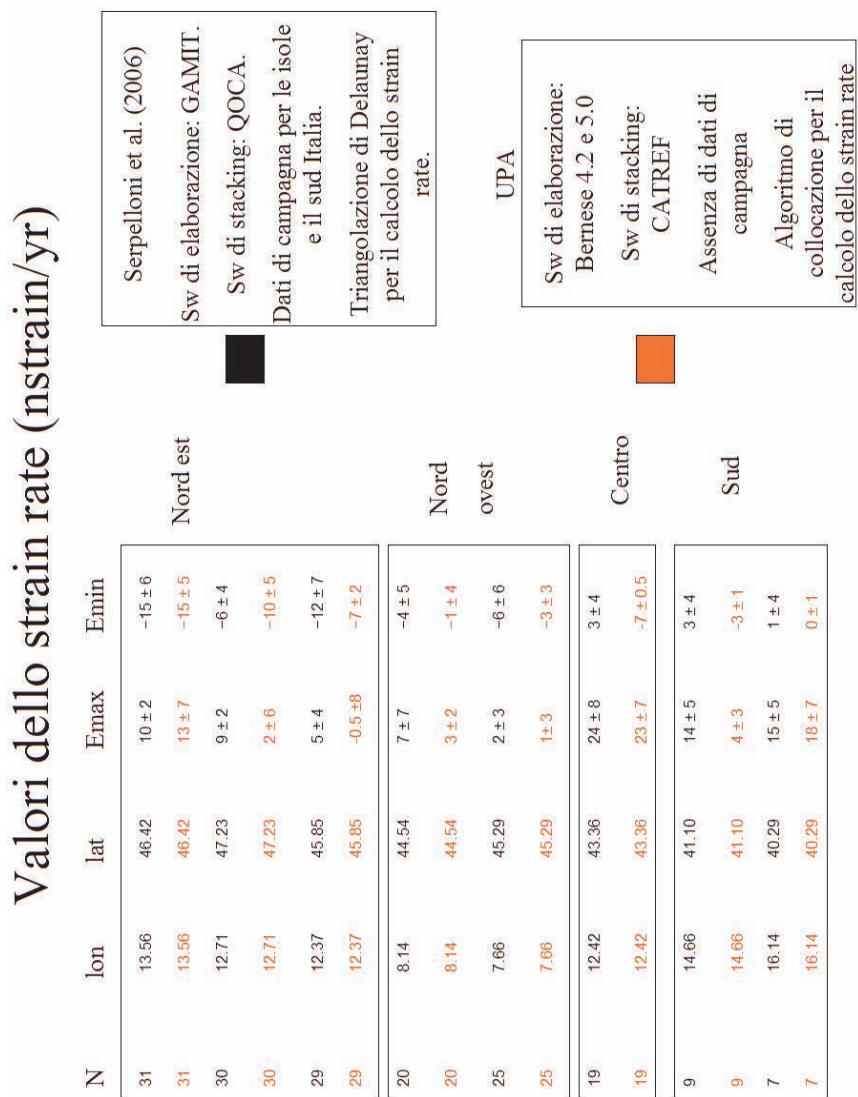 Valori dello strain rate (nstrain/yr)
N lon lat Emax Emin
31 13.56 46.42 10 ± 2 −15 ± 6
31 13.56 46.42 13 ± 7 −15 ± 5
30 12.71 47.23 9 ± 2 −6 ± 4
30 12.71 47.23 2 ± 6 −10 ± 5
29 12.37 45.85 5 ± 4 −12 ± 7
29 12.37 45.85 -0.5 ±8 −7 ± 2
Nord est
20 8.14 44.54 7 ± 7 −4 ± 5
20 8.14 44.54 3 ± 2 −1 ± 4
25 7.66 45.29 2 ± 3 −6 ± 6
25 7.66 45.29 1± 3 −3 ± 3
Nord
ovest
19 12.42 43.36 24 ± 8 3 ± 4
19 12.42 43.36 23 ± 7 -7 ± 0.5
Centro
9 14.66 41.10 14 ± 5 3 ± 4
9 14.66 41.10 4 ± 3 -3 ± 1
7 16.14 40.29 15 ± 5 1 ± 4
7 16.14 40.29 18 ± 7 0 ± 1
Sud
Serpelloni et al. (2006)
Sw di elaborazione: GAMIT.
Sw di stacking: QOCA.
Dati di campagna per le isole
e il sud Italia.
Triangolazione di Delaunay
per il calcolo dello strain
rate.
UPA
Sw di elaborazione:
Bernese 4.2 e 5.0
Sw di stacking:
CATREF
Assenza di dati di
campagna
Algoritmo di
collocazione per il
calcolo dello strain rate